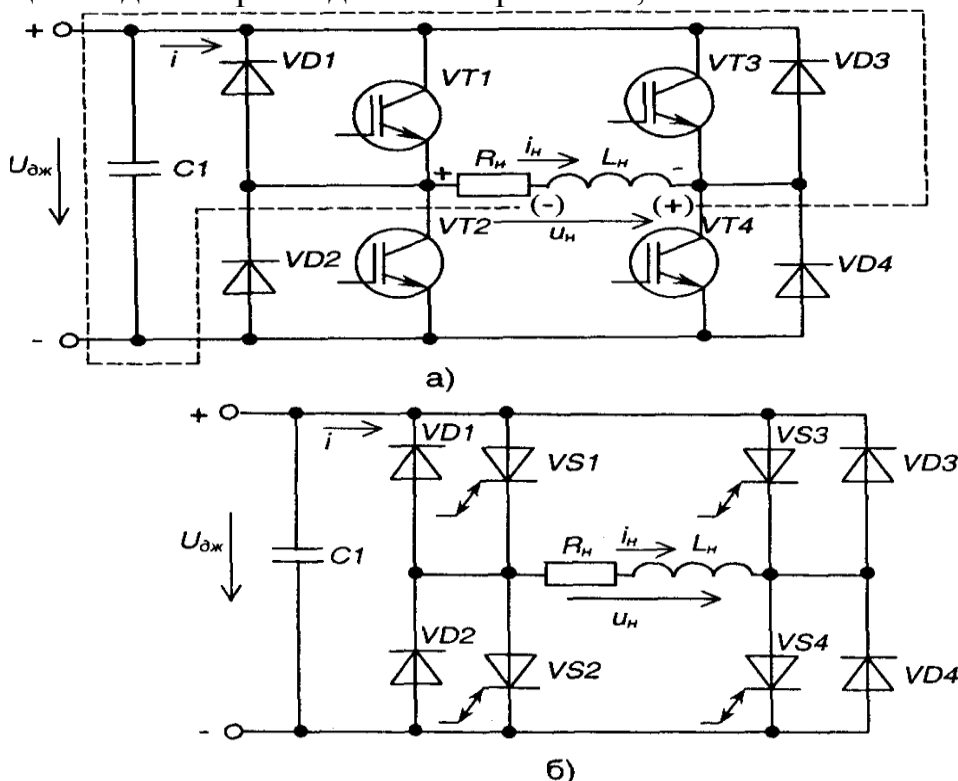 +
i
VD1
VT1
VT3
VD3
Uдж
C1
+
Rн
iн
Lн
-
(-)
(+)
VT2
uн
VT4
VD2
VD4
-
а)
+
i
VD1
VS1
VS3
VD3
Uдж
C1
Rн
iн
Lн
uн
VD2
VS2
VS4
VD4
-
б)